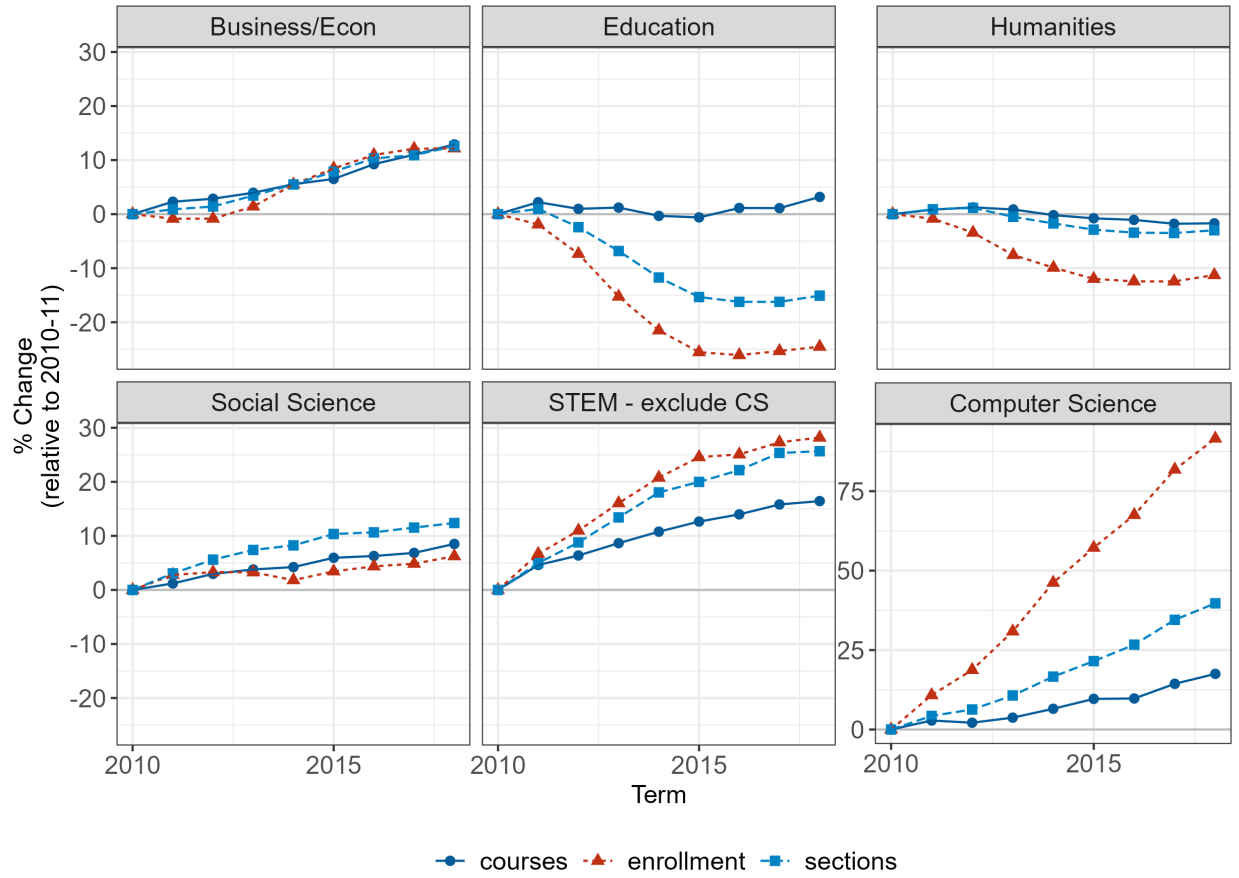 Business/Econ
Education
Humanities
30
20
10
0
-10
-20
% Change
(relative to 2010-11)
Social Science
STEM - exclude CS
Computer Science
30
20
10
0
-10
-20
75
50
25
0
2010
2015
2010
2015
2010
2015
Term
courses
enrollment
sections